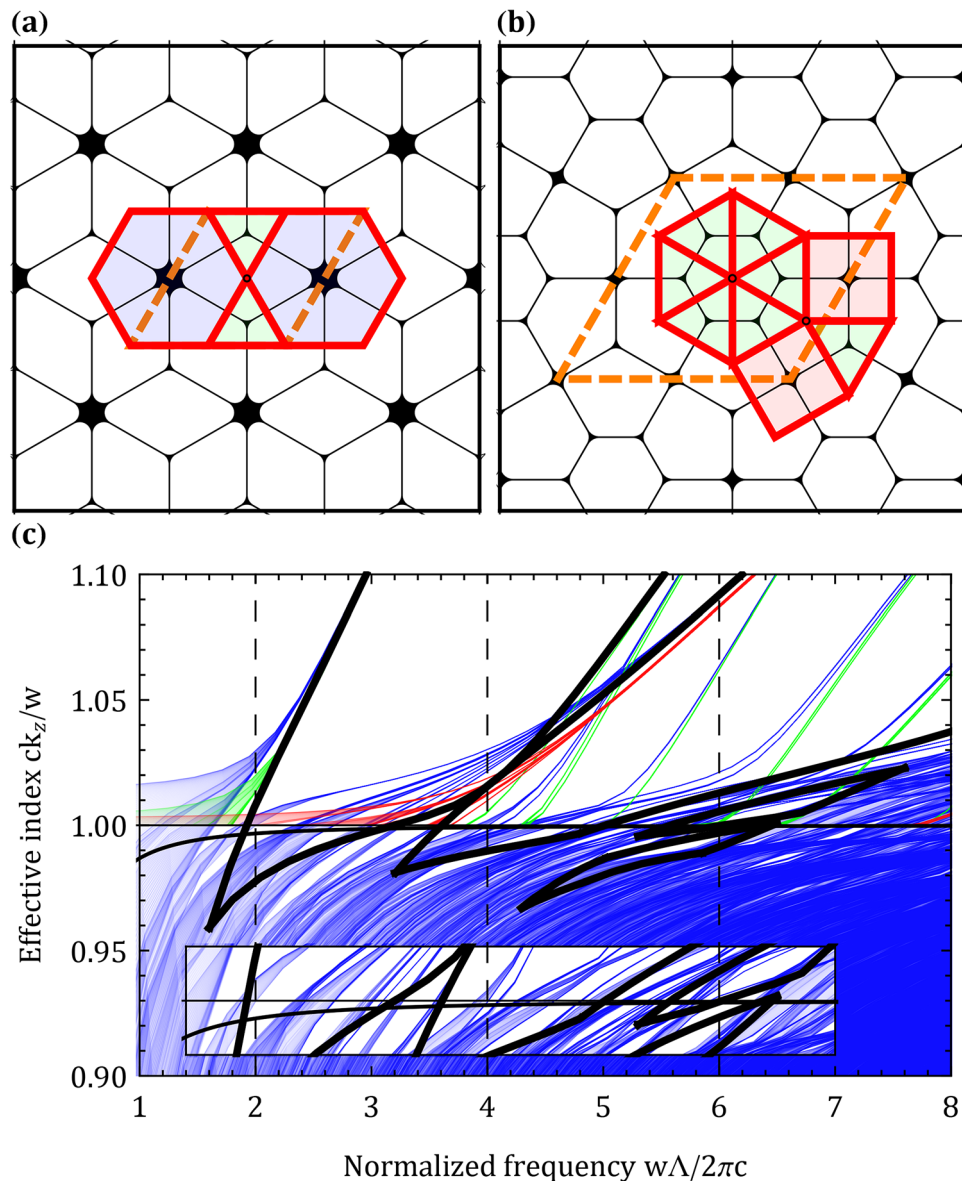 (a) (b)
(c)
1.10
1.05
1.00
0.95
0.90
Effective index ck_z/w
1 2 3 4 5 6 7 8
Normalized frequency wΛ/2πc